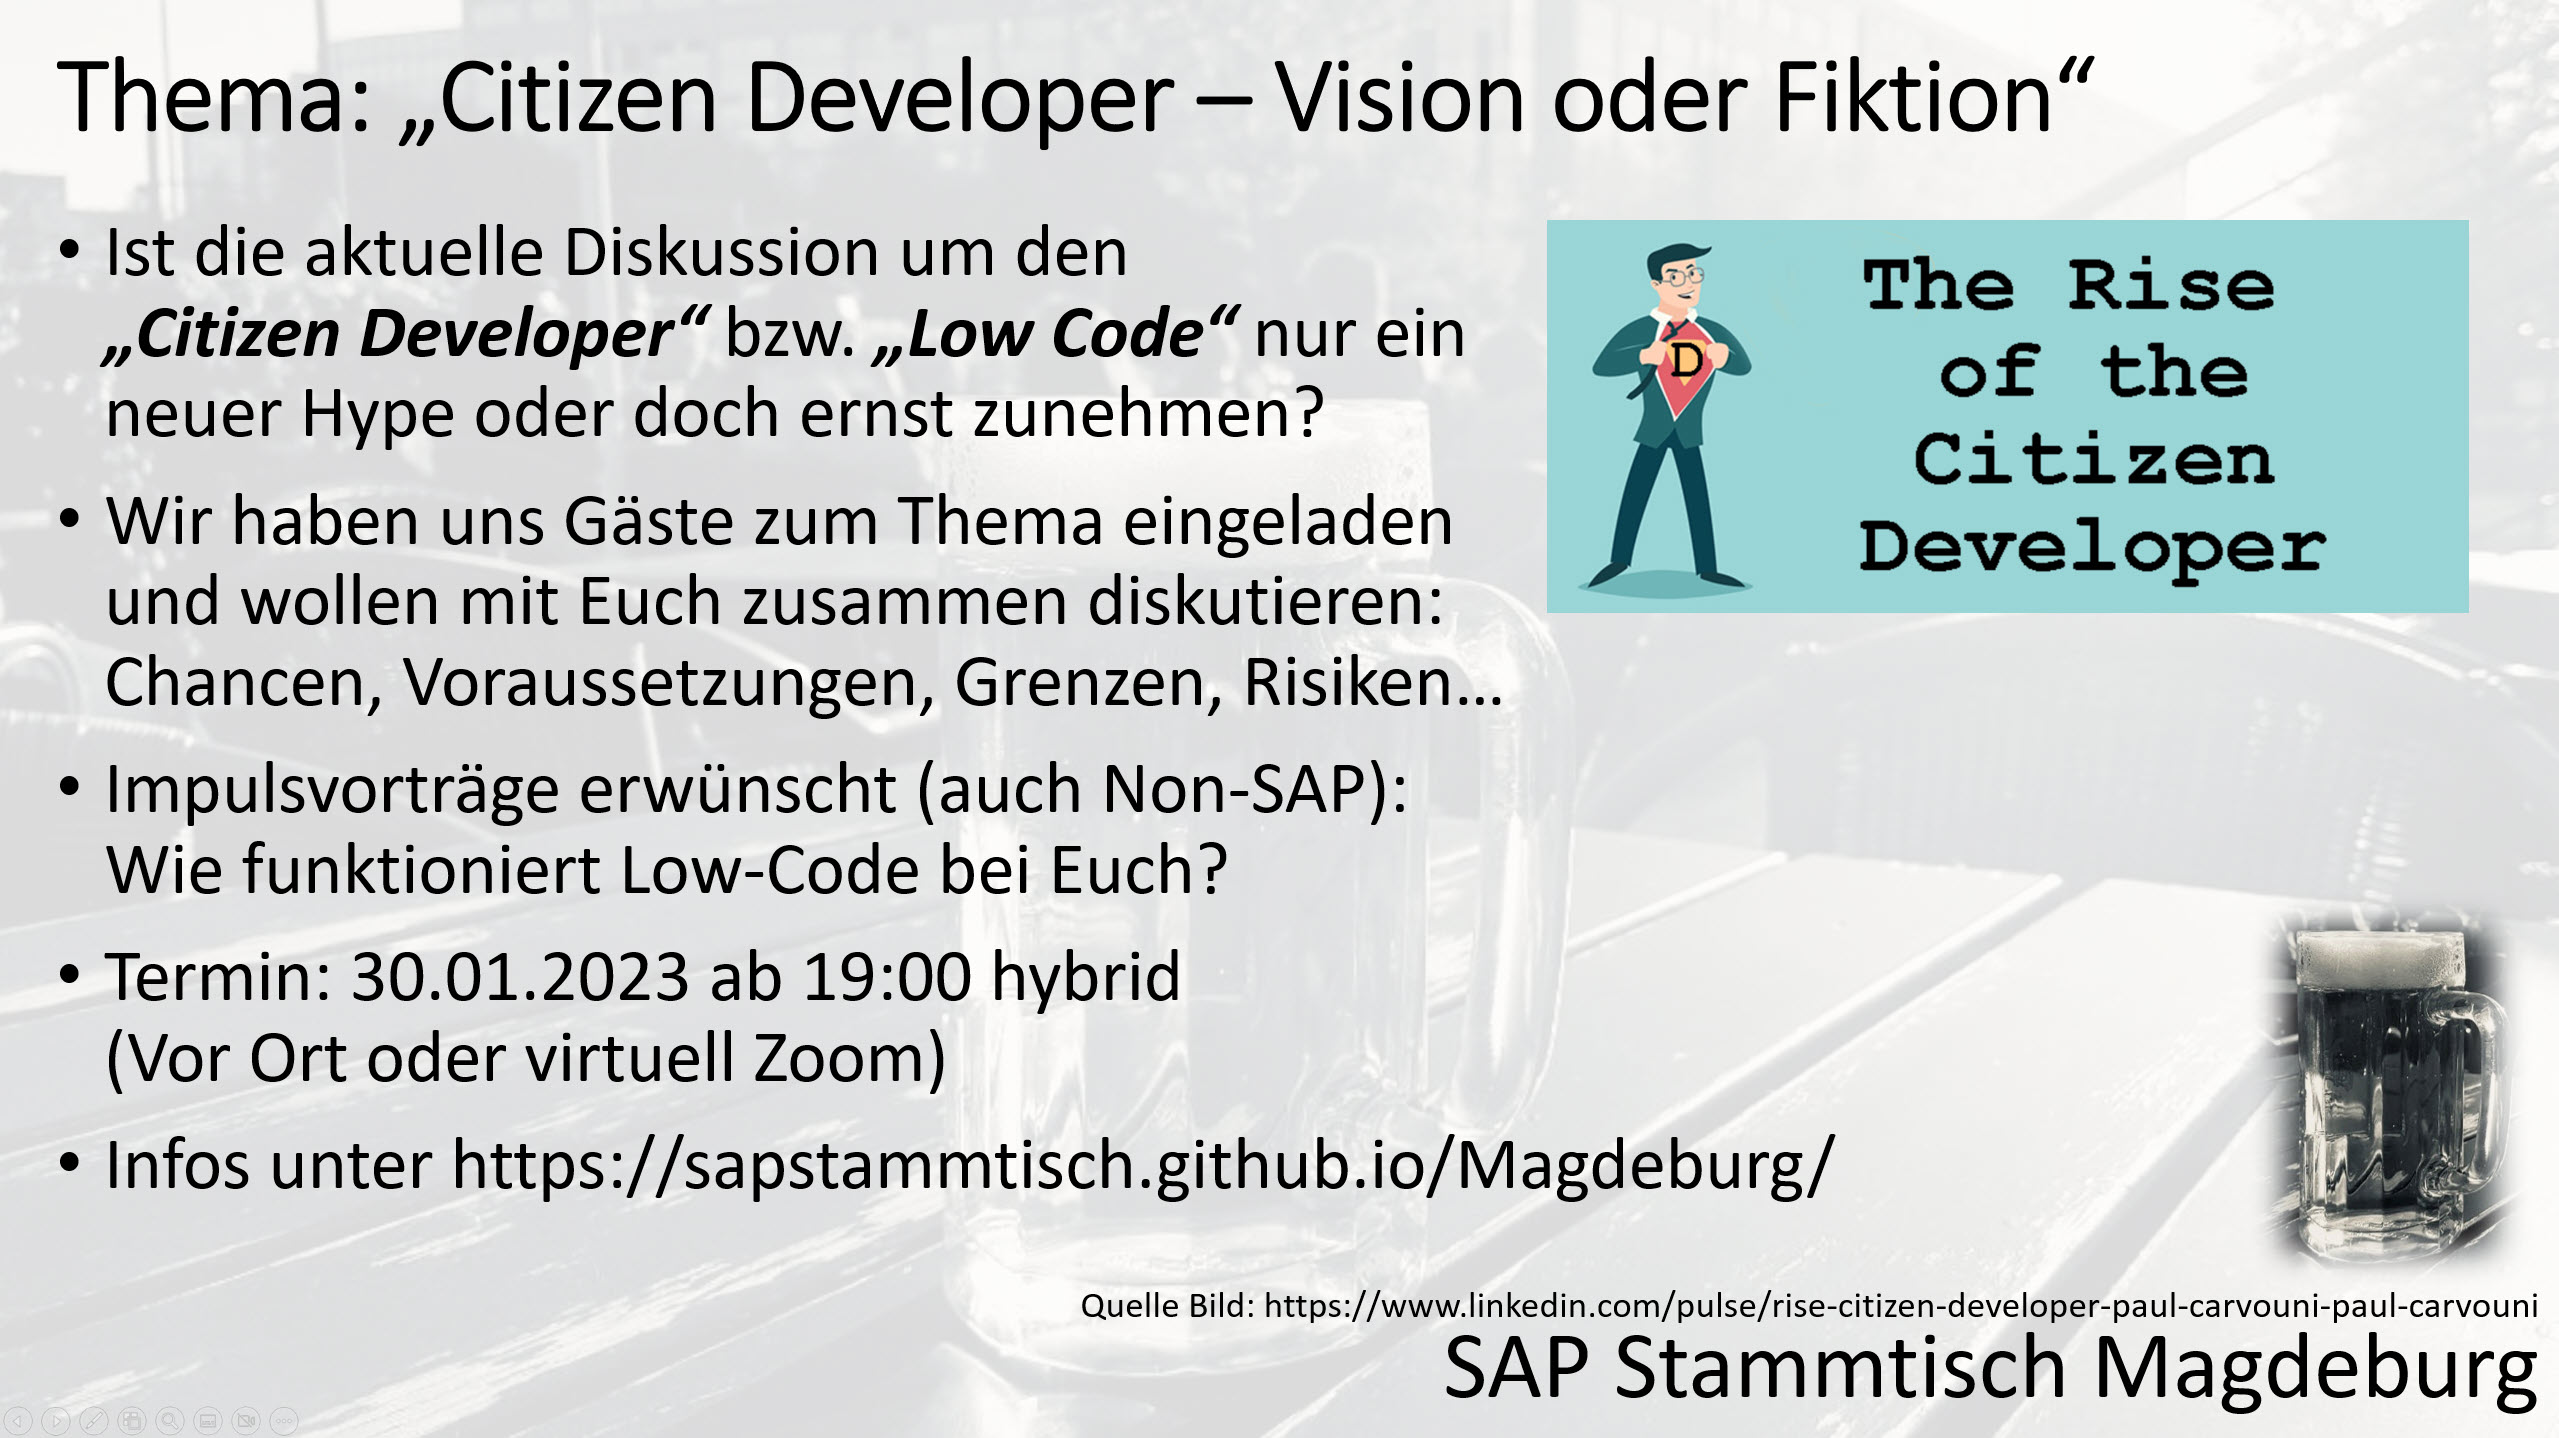 Thema: „Citizen Developer – Vision oder Fiktion“
• Ist die aktuelle Diskussion um den
„Citizen Developer“ bzw. „Low Code“ nur ein
neuer Hype oder doch ernst zunehmen?
• Wir haben uns Gäste zum Thema eingeladen
und wollen mit Euch zusammen diskutieren:
Chancen, Voraussetzungen, Grenzen, Risiken…
• Impulsvorträge erwünscht (auch Non-SAP):
Wie funktioniert Low-Code bei Euch?
• Termin: 30.01.2023 ab 19:00 hybrid
(Vor Ort oder virtuell Zoom)
• Infos unter https://sapstammtisch.github.io/Magdeburg/
D
The Rise
of the
Citizen
Developer
Quelle Bild: https://www.linkedin.com/pulse/rise-citizen-developer-paul-carvouni-paul-carvouni
SAP Stammtisch Magdeburg